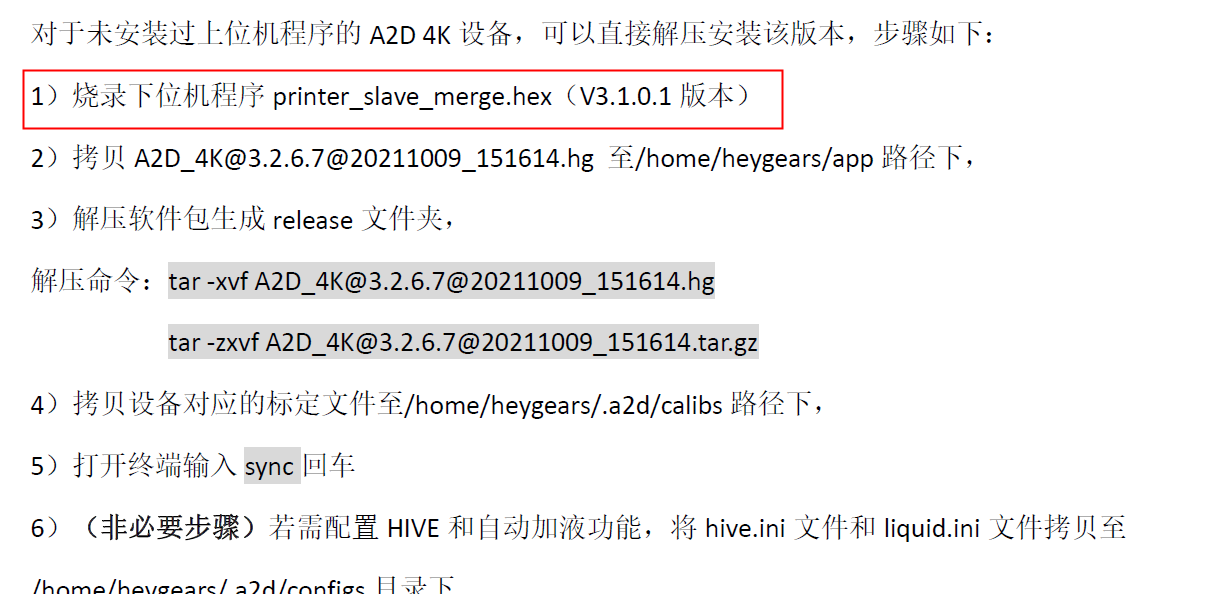 对于未安装过上位机程序的 A2D 4K 设备，可以直接解压安装该版本，步骤如下：
1）烧录下位机程序 printer_slave_merge.hex（V3.1.0.1 版本）
2）拷贝 A2D_4K@3.2.6.7@20211009_151614.hg 至/home/heygears/app 路径下，
3）解压软件包生成 release 文件夹，
解压命令：tar -xvf A2D_4K@3.2.6.7@20211009_151614.hg
tar -zxvf A2D_4K@3.2.6.7@20211009_151614.tar.gz
4）拷贝设备对应的标定文件至/home/heygears/.a2d/calibs 路径下，
5）打开终端输入 sync 回车
6）（非必要步骤）若需配置 HIVE 和自动加液功能，将 hive.ini 文件和 liquid.ini 文件拷贝至
/home/heygears/.a2d/configs 目录下